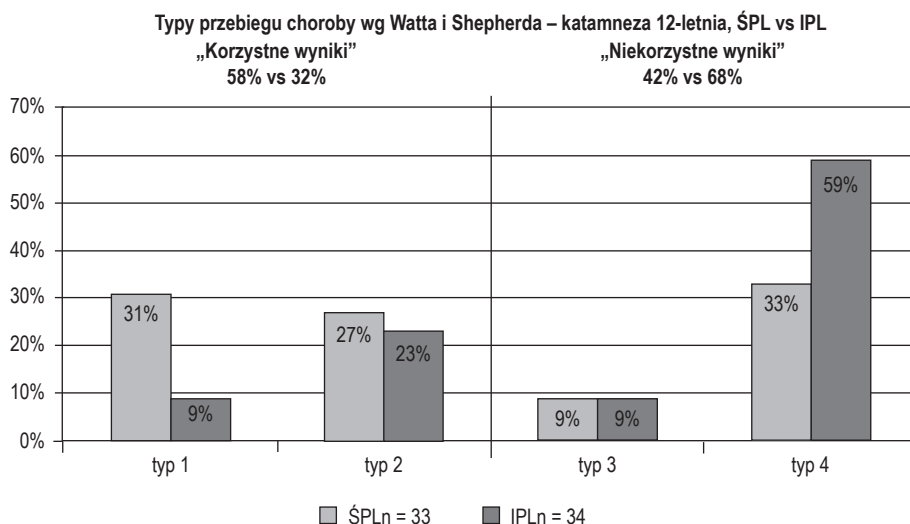 Typy przebiegu choroby wg Watta i Shepherda – katamneza 12-letnia, ŚPL vs IPL
„Korzystne wyniki”
58% vs 32%
„Niekorzystne wyniki”
42% vs 68%
70%
60%
50%
40%
30%
20%
10%
0%
31%
9%
27%
23%
9%
9%
33%
59%
typ 1
typ 2
typ 3
typ 4
ŚPLn = 33
IPLn = 34